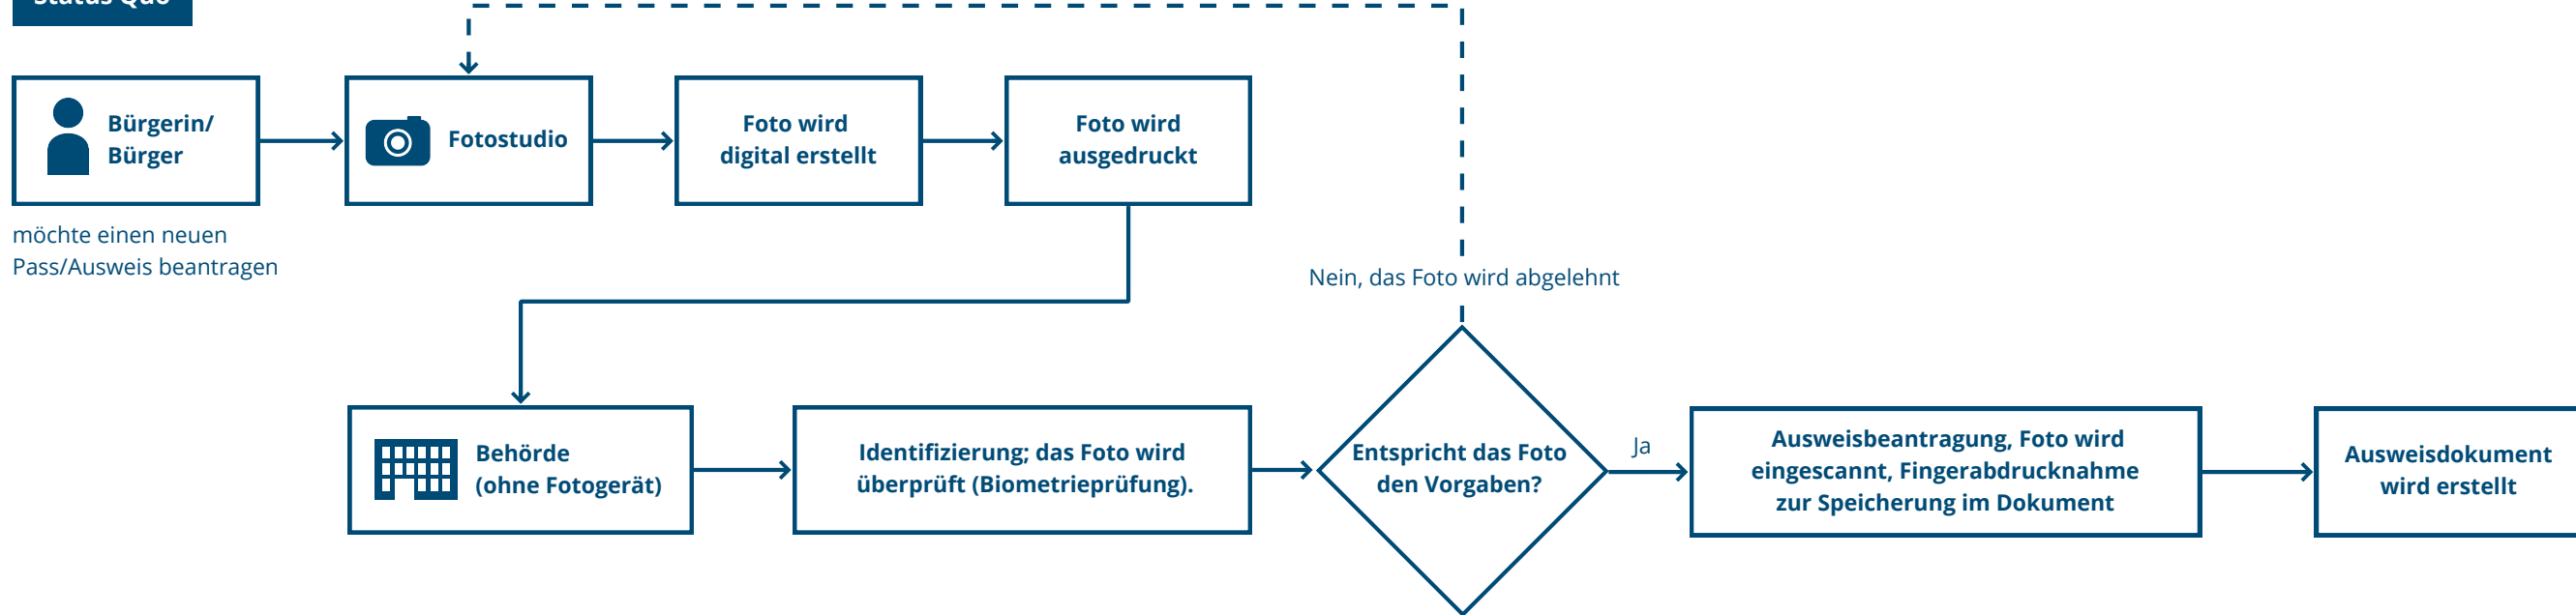 Status Quo
Bürgerin/
Bürger
Fotostudio
Foto wird
digital erstellt
Foto wird
ausgedruckt
möchte einen neuen
Pass/Ausweis beantragen
Nein, das Foto wird abgelehnt
Behörde
(ohne Fotogerät)
Identifizierung; das Foto wird
überprüft (Biometrieprüfung).
Entspricht das Foto
den Vorgaben?
Ja
Ausweisbeantragung, Foto wird
eingescannt, Fingerabdrucknahme
zur Speicherung im Dokument
Ausweisdokument
wird erstellt